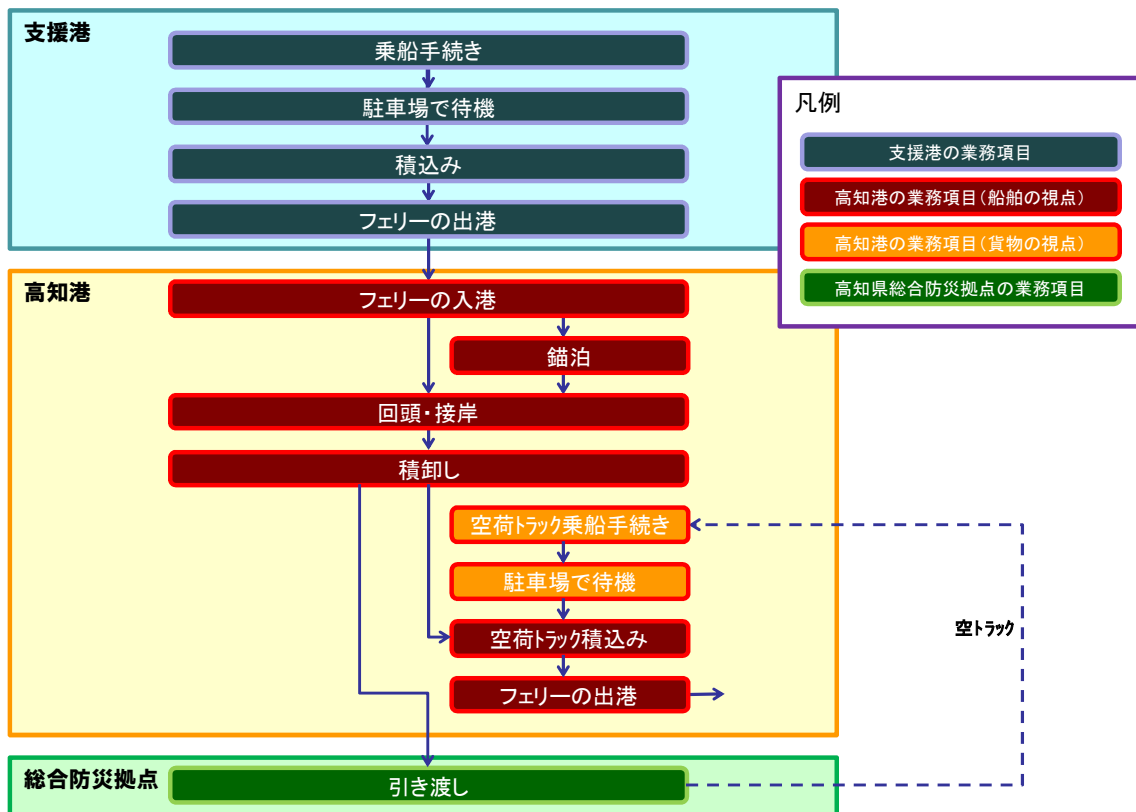 支援港
乗船手続き
駐車場で待機
積込み
フェリーの出港
凡例
支援港の業務項目
高知港の業務項目(船舶の視点)
高知港の業務項目(貨物の視点)
高知県総合防災拠点の業務項目
高知港
フェリーの入港
錨泊
回頭・接岸
積卸し
空荷トラック乗船手続き
駐車場で待機
空荷トラック積込み
フェリーの出港
空トラック
総合防災拠点
引き渡し